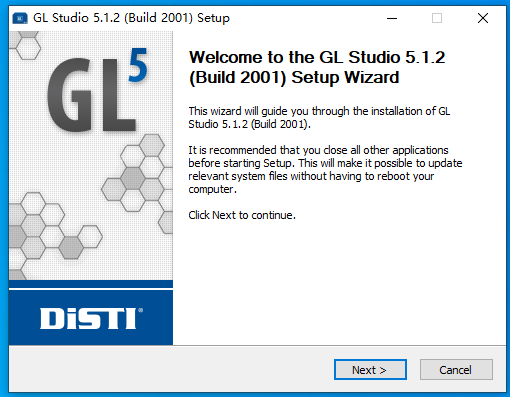 GL Studio 5.1.2 (Build 2001) Setup
GL5
Welcome to the GL Studio 5.1.2
(Build 2001) Setup Wizard
This wizard will guide you through the installation of GL
Studio 5.1.2 (Build 2001).
It is recommended that you close all other applications
before starting Setup. This will make it possible to update
relevant system files without having to reboot your
computer.
Click Next to continue.
DiSTI®
Next >
Cancel